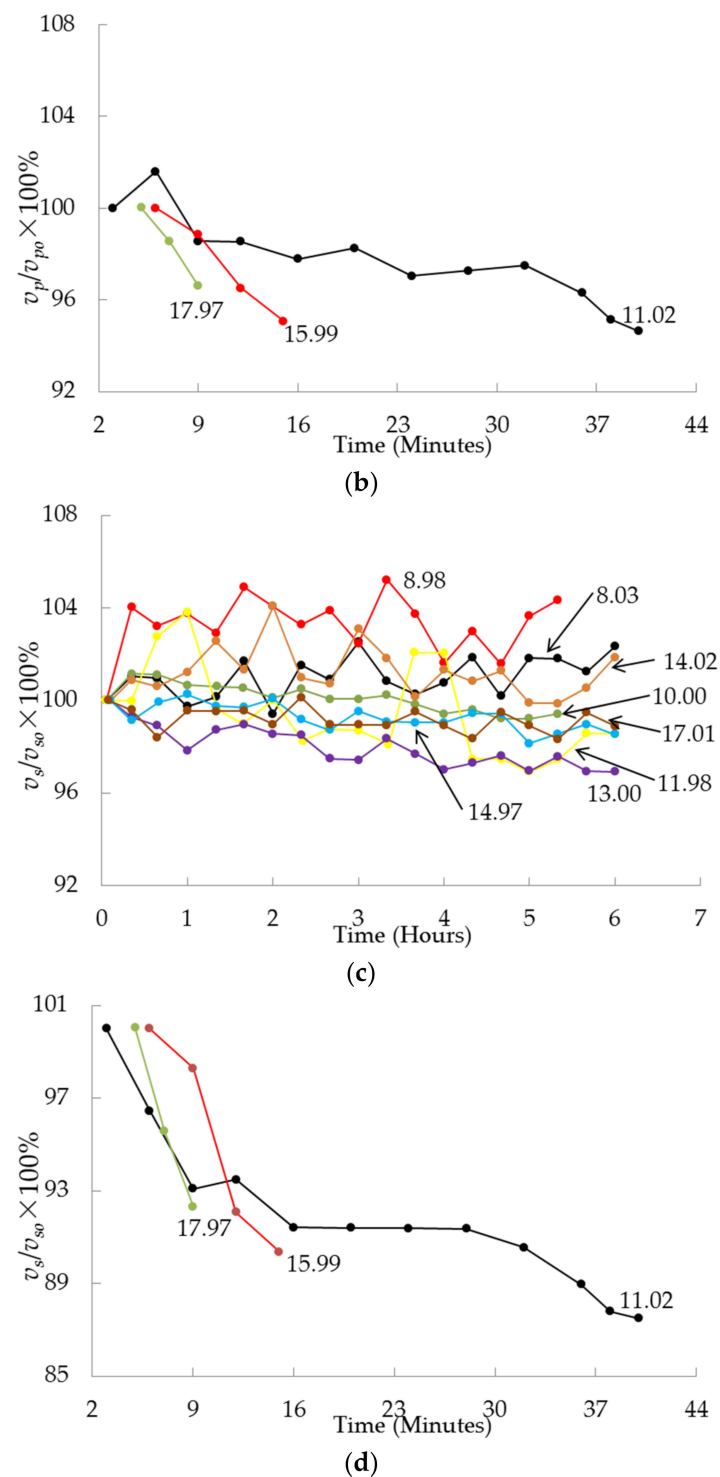 108
104
100
96
92
vp/vpo×100%
17.97
15.99
11.02
2 9 16 23 30 37 44
Time (Minutes)
(b)
108
104
100
96
92
vs/vso×100%
8.98
8.03
14.02
10.00
17.01
11.98
13.00
14.97
0 1 2 3 4 5 6 7
Time (Hours)
(c)
101
97
93
89
85
vs/vso×100%
17.97
15.99
11.02
2 9 16 23 30 37 44
Time (Minutes)
(d)